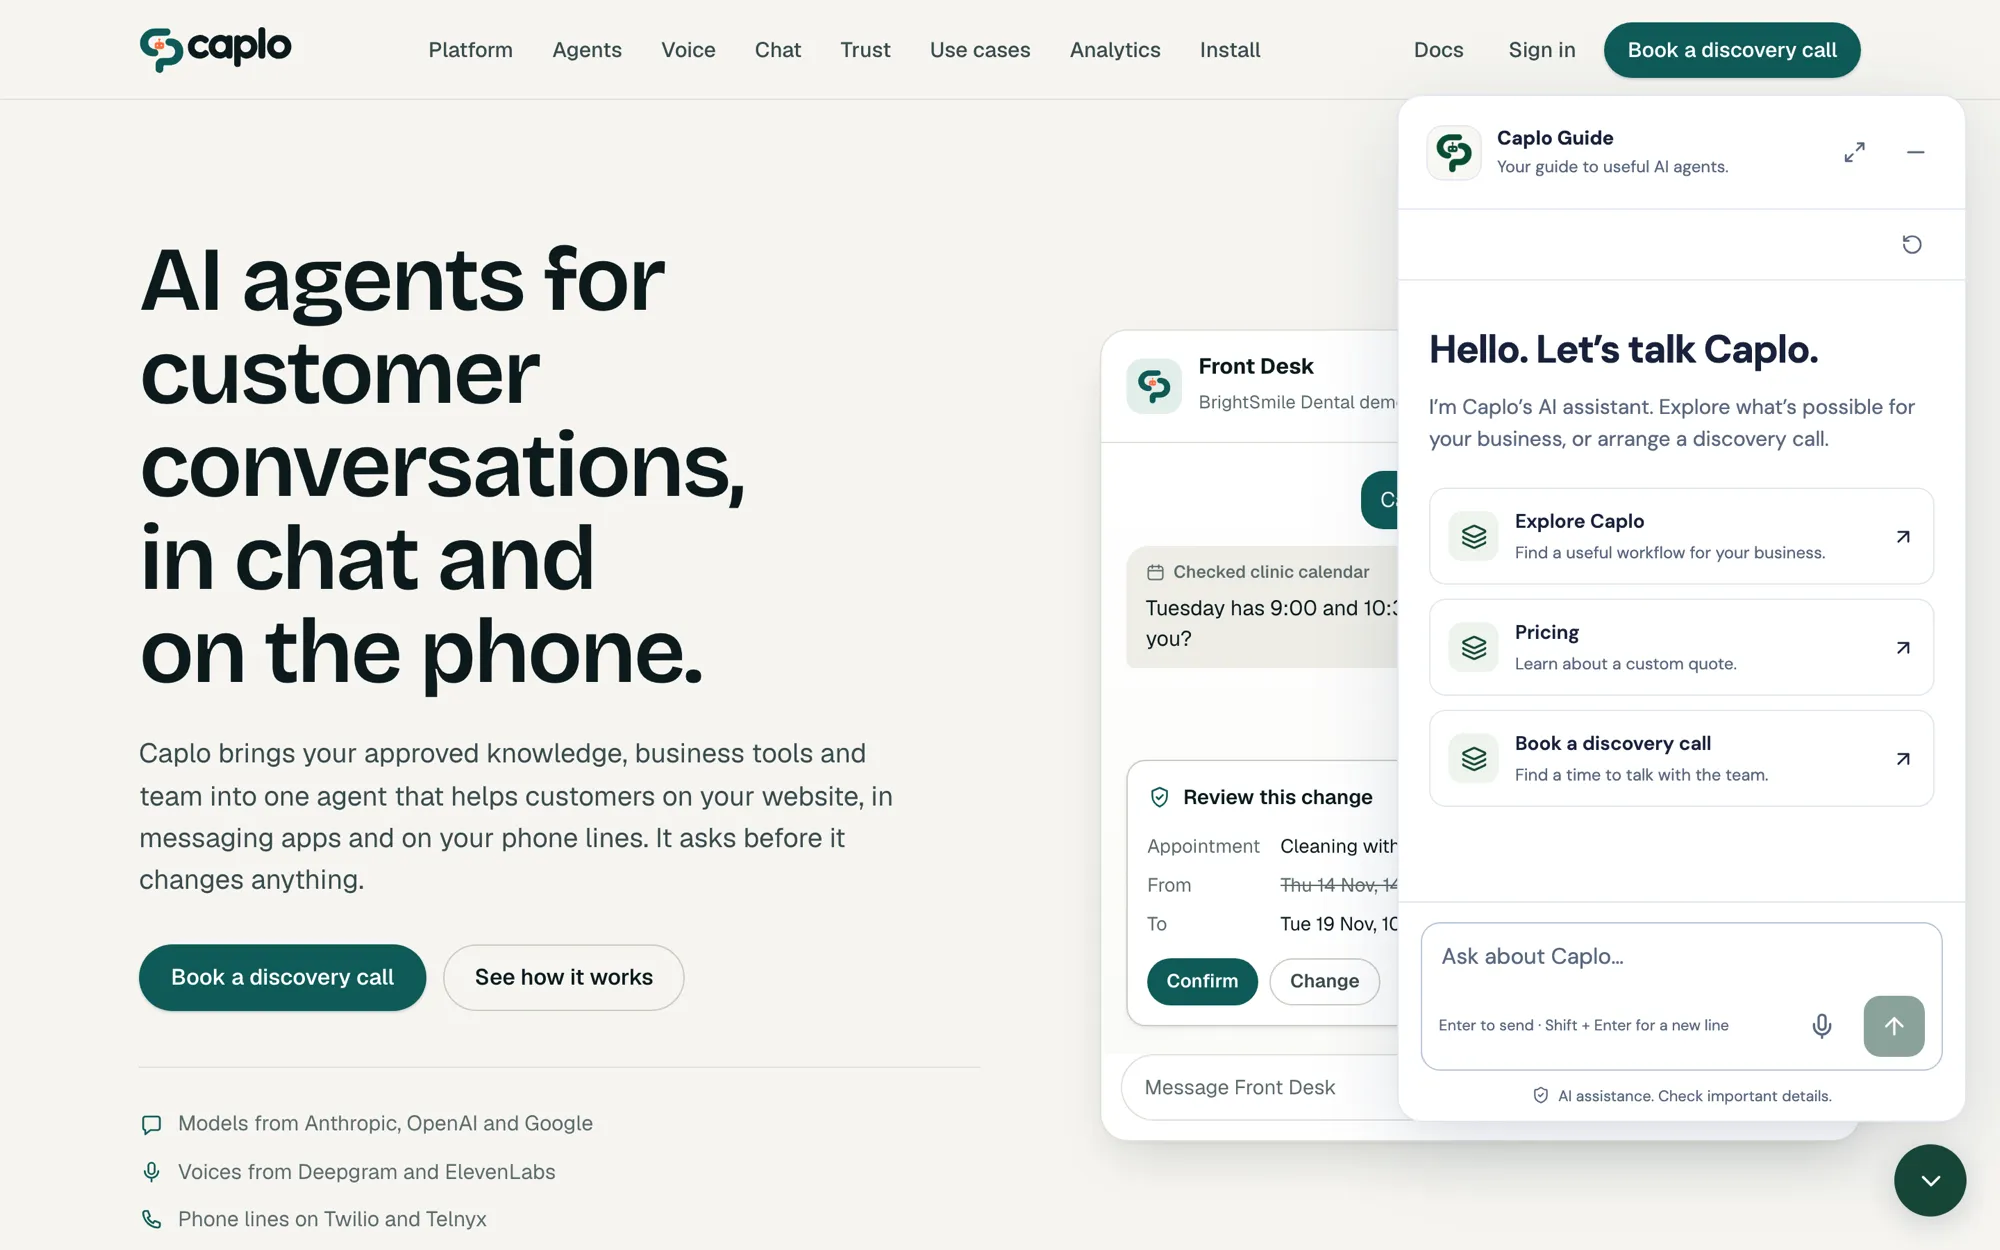 caplo
Platform
Agents
Voice
Chat
Trust
Use cases
Analytics
Install
Docs
Sign in
Book a discovery call
AI agents for
customer
conversations,
in chat and
on the phone.
Caplo brings your approved knowledge, business tools and
team into one agent that helps customers on your website, in
messaging apps and on your phone lines. It asks before it
changes anything.
Book a discovery call
See how it works
Models from Anthropic, OpenAI and Google
Voices from Deepgram and ElevenLabs
Phone lines on Twilio and Telnyx
Front Desk
BrightSmile Dental
Checked clinic calendar
Tuesday has 9:00 and
you?
Review this change
Appointment Cleaning with
From Thu 14 Nov,
To Tue 19 Nov,
Confirm
Change
Message Front Desk
Caplo Guide
Your guide to useful AI agents.
Hello. Let's talk Caplo.
I'm Caplo's AI assistant. Explore what's possible for
your business, or arrange a discovery call.
Explore Caplo
Find a useful workflow for your business.
Pricing
Learn about a custom quote.
Book a discovery call
Find a time to talk with the team.
Ask about Caplo...
Enter to send · Shift + Enter for a new line
AI assistance. Check important details.